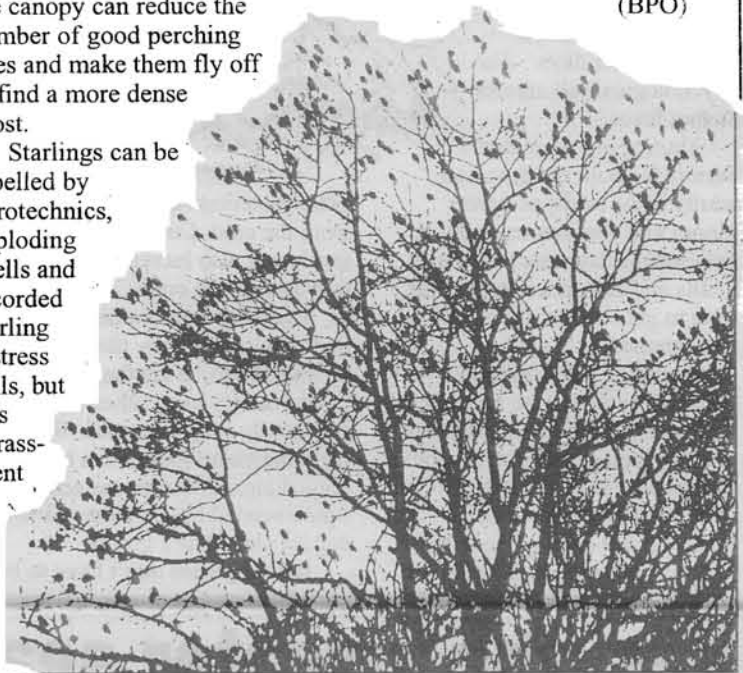 canopy can reduce the
mber of good perching
es and make them fly off
find a more dense
ost.
Starlings can be
pelled by
rotechnics,
ploding
ells and
corded
rling
stress
ls, but
s
rass-
ent
(BPO)